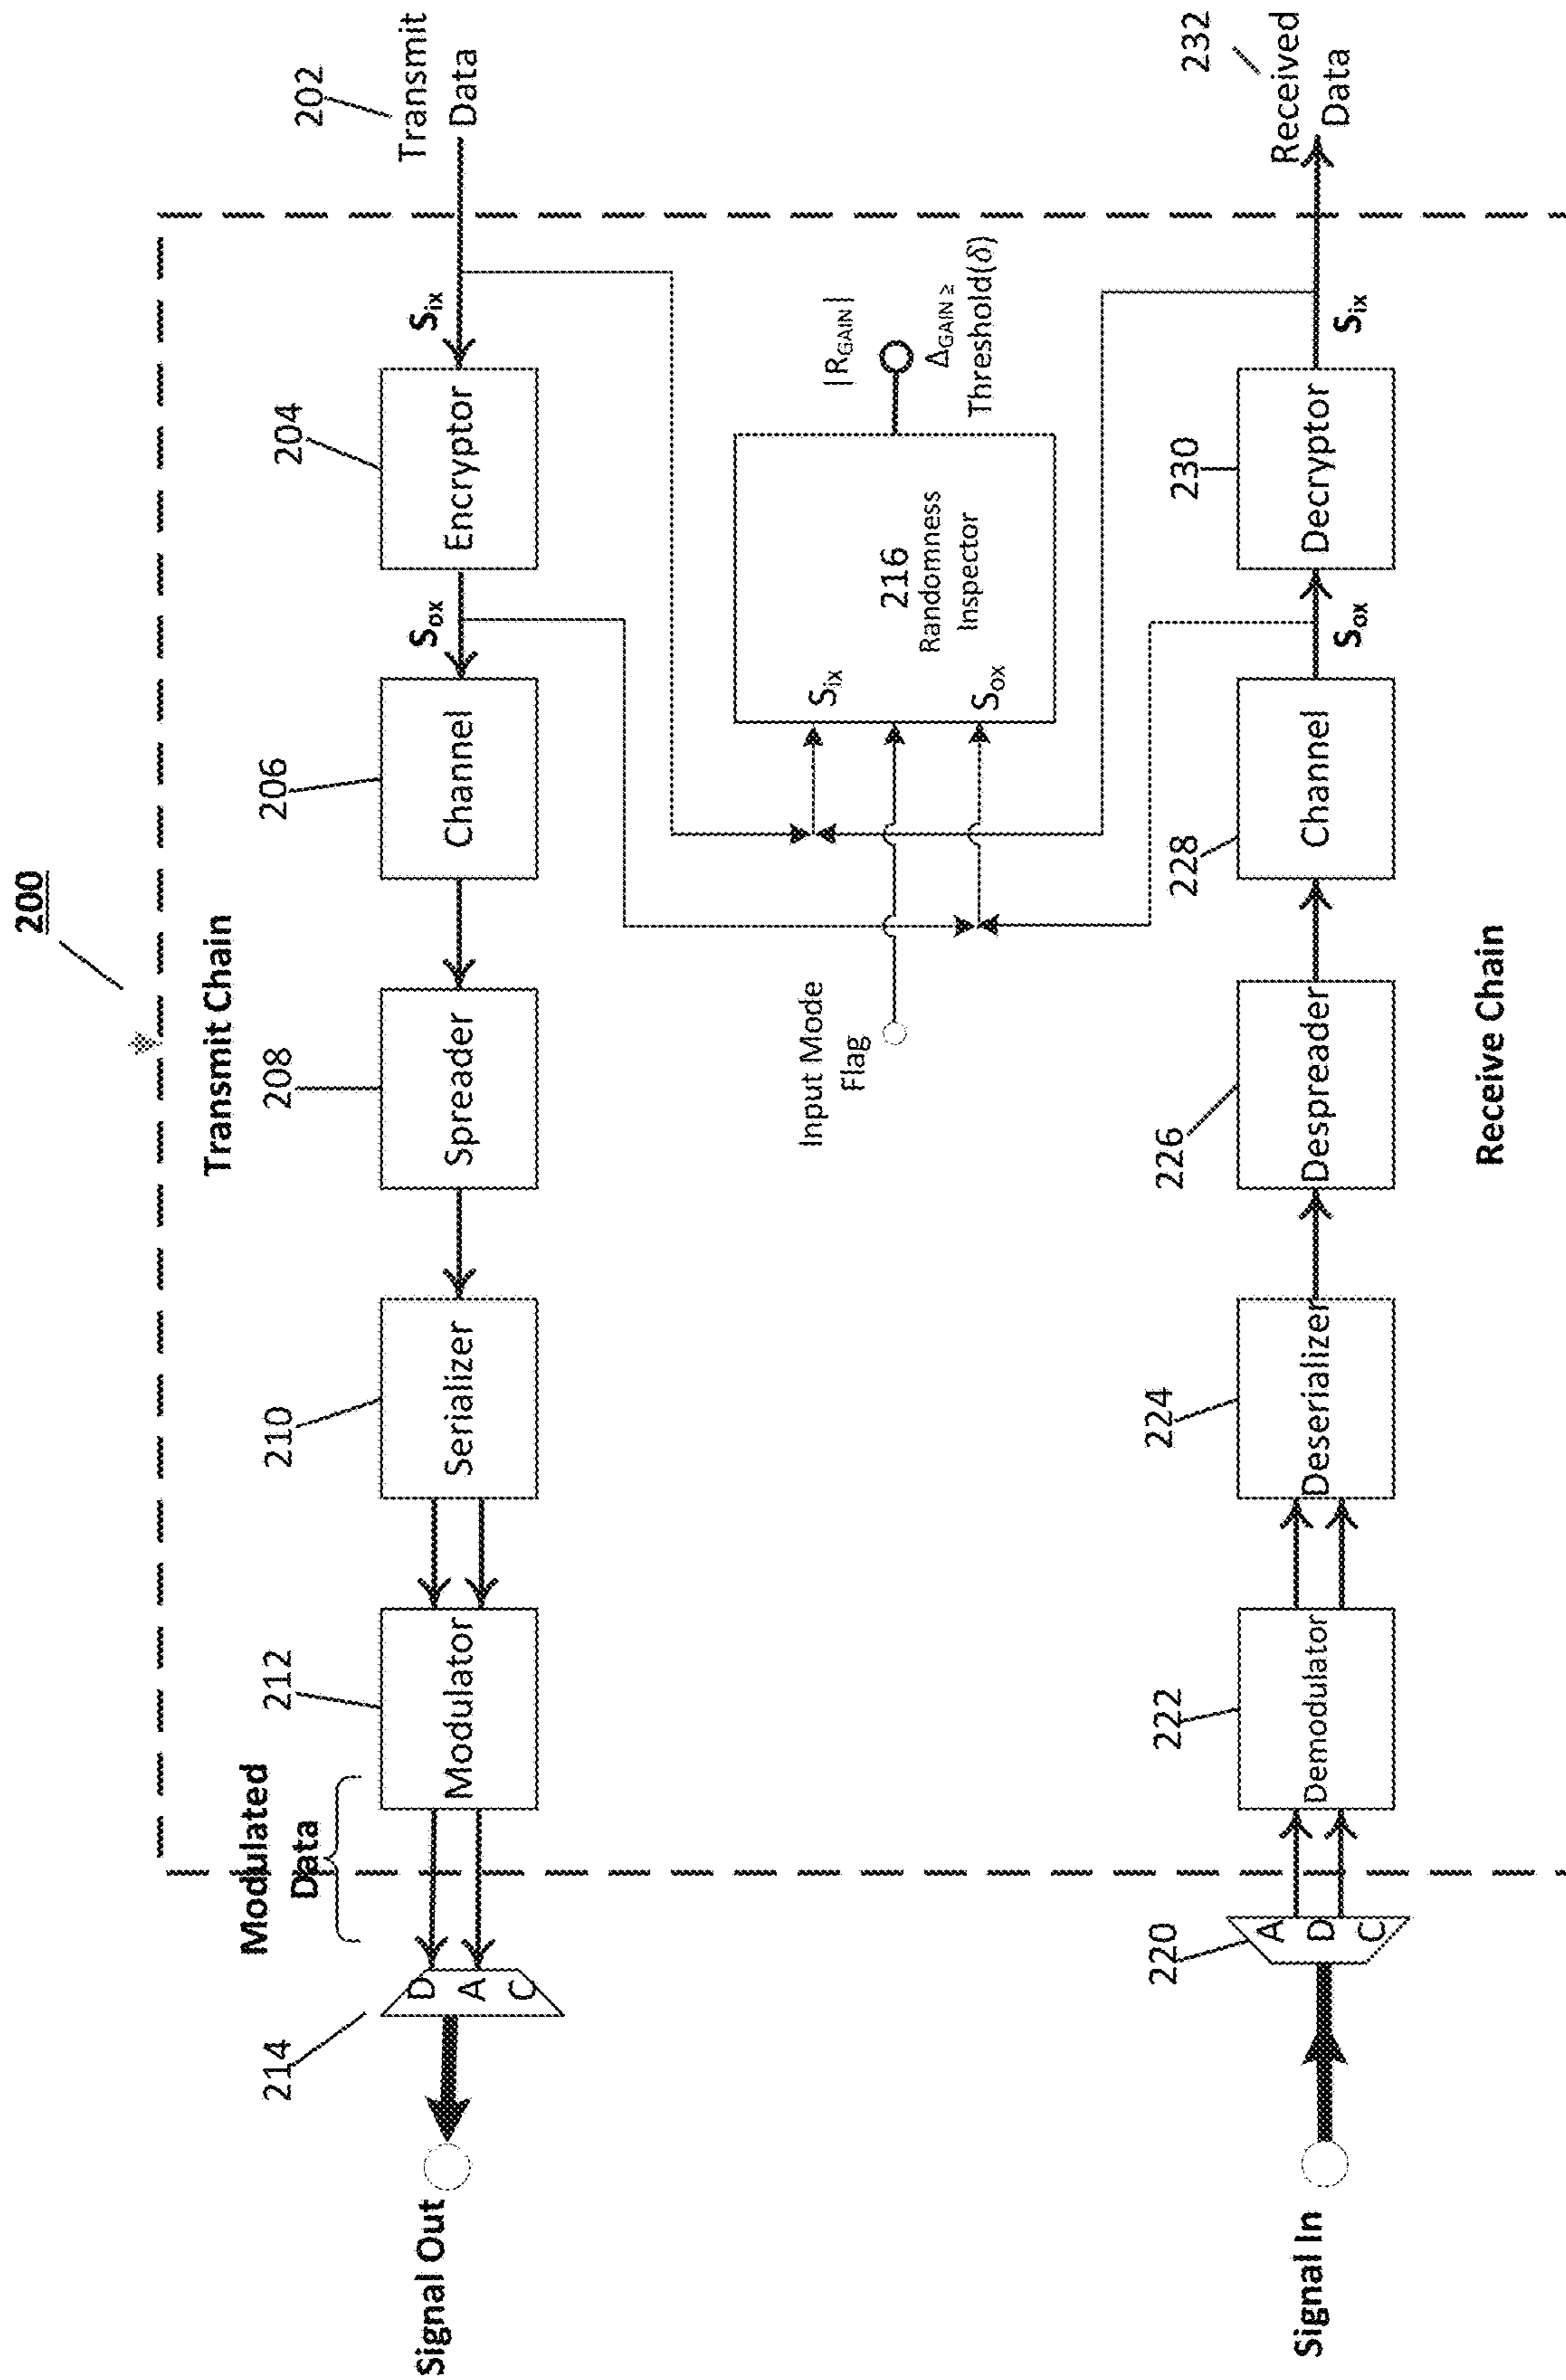 200
Transmit Chain
202
Transmit
Data
S_ix
204
Encryptor
S_ox
206
Channel
208
Spreader
210
Serializer
212
Modulator
Modulated
Data
214
D
A
C
Signal Out
Input Mode
Flag
S_ix
S_ox
216
Randomness
Inspector
|R_GAIN|
Δ_GAIN ≥
Threshold(δ)
Signal In
220
A
D
C
222
Demodulator
224
Deserializer
226
Despreader
228
Channel
S_ox
230
Decryptor
S_ix
232
Received
Data
Receive Chain